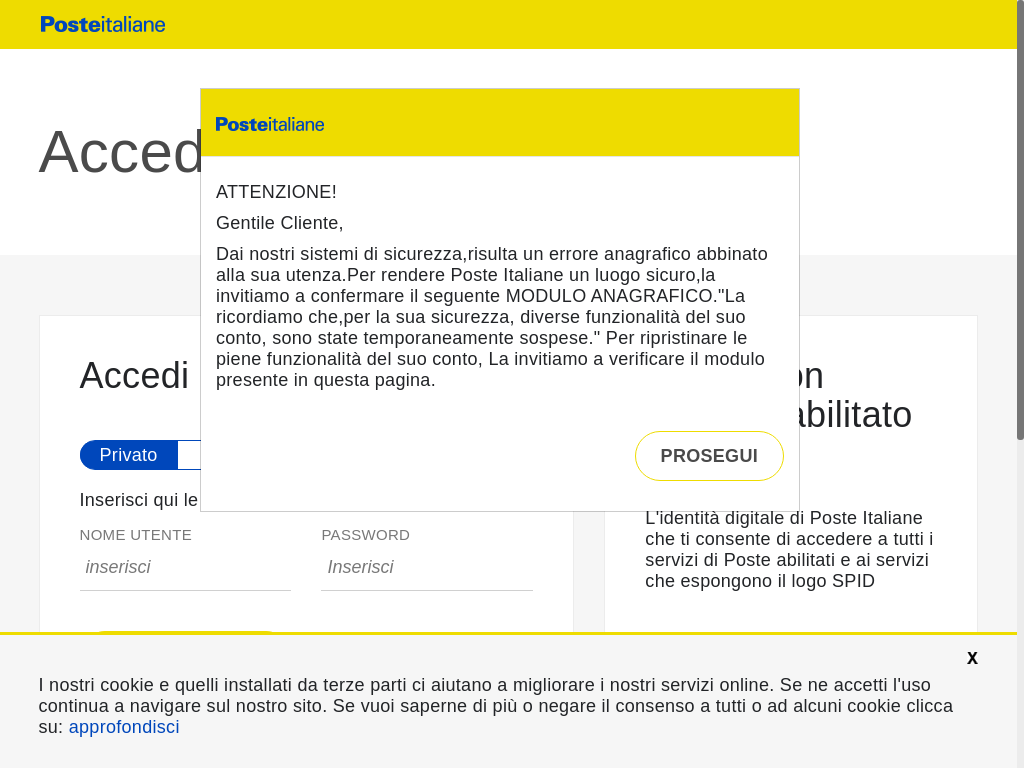 Posteitaliane
Posteitaliane
Acced
ATTENZIONE!
Gentile Cliente,
Dai nostri sistemi di sicurezza,risulta un errore anagrafico abbinato
alla sua utenza.Per rendere Poste Italiane un luogo sicuro,la
invitiamo a confermare il seguente MODULO ANAGRAFICO."La
ricordiamo che,per la sua sicurezza, diverse funzionalità del suo
conto, sono state temporaneamente sospese." Per ripristinare le
piene funzionalità del suo conto, La invitiamo a verificare il modulo
presente in questa pagina.
PROSEGUI
Accedi
Privato
Inserisci qui le
NOME UTENTE
PASSWORD
inserisci
Inserisci
on
abilitato
L'identità digitale di Poste Italiane
che ti consente di accedere a tutti i
servizi di Poste abilitati e ai servizi
che espongono il logo SPID
X
I nostri cookie e quelli installati da terze parti ci aiutano a migliorare i nostri servizi online. Se ne accetti l'uso
continua a navigare sul nostro sito. Se vuoi saperne di più o negare il consenso a tutti o ad alcuni cookie clicca
su: approfondisci